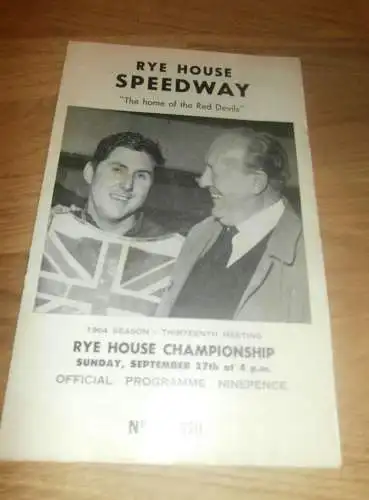 RYE HOUSE
SPEEDWAY
"The home of the Red Devils"
1964 SEASON - THIRTEENTH MEETING
RYE HOUSE CHAMPIONSHIP
SUNDAY, SEPTEMBER 27th at 4 p.m.
OFFICIAL PROGRAMME NINEPENCE
Nº